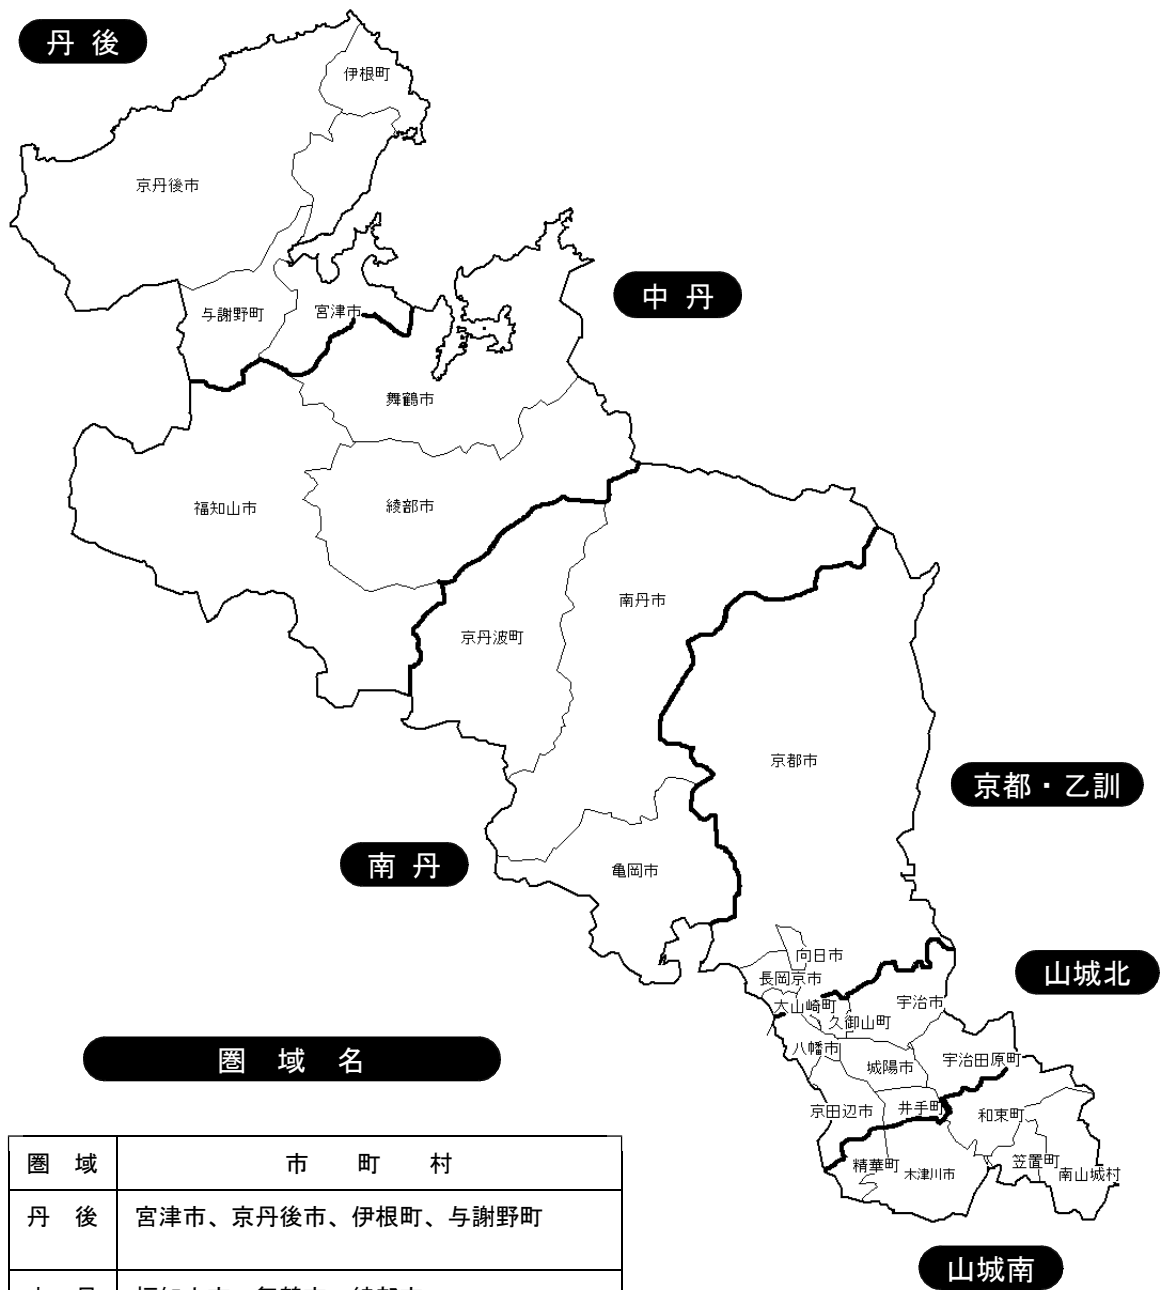 丹 後
伊根町
京丹後市
中 丹
与謝野町
宮津市
舞鶴市
福知山市
綾部市
南丹市
京丹波町
京都市
京都・乙訓
南 丹
亀岡市
向日市
山城北
長岡京市
宇治市
大山崎町
久御山町
圏 域 名
八幡市
宇治田原町
城陽市
京田辺市
井手町
和束町
笠置町
精華町
木津川市
南山城村
圏 域 市 町 村
丹 後 宮津市、京丹後市、伊根町、与謝野町
山城南